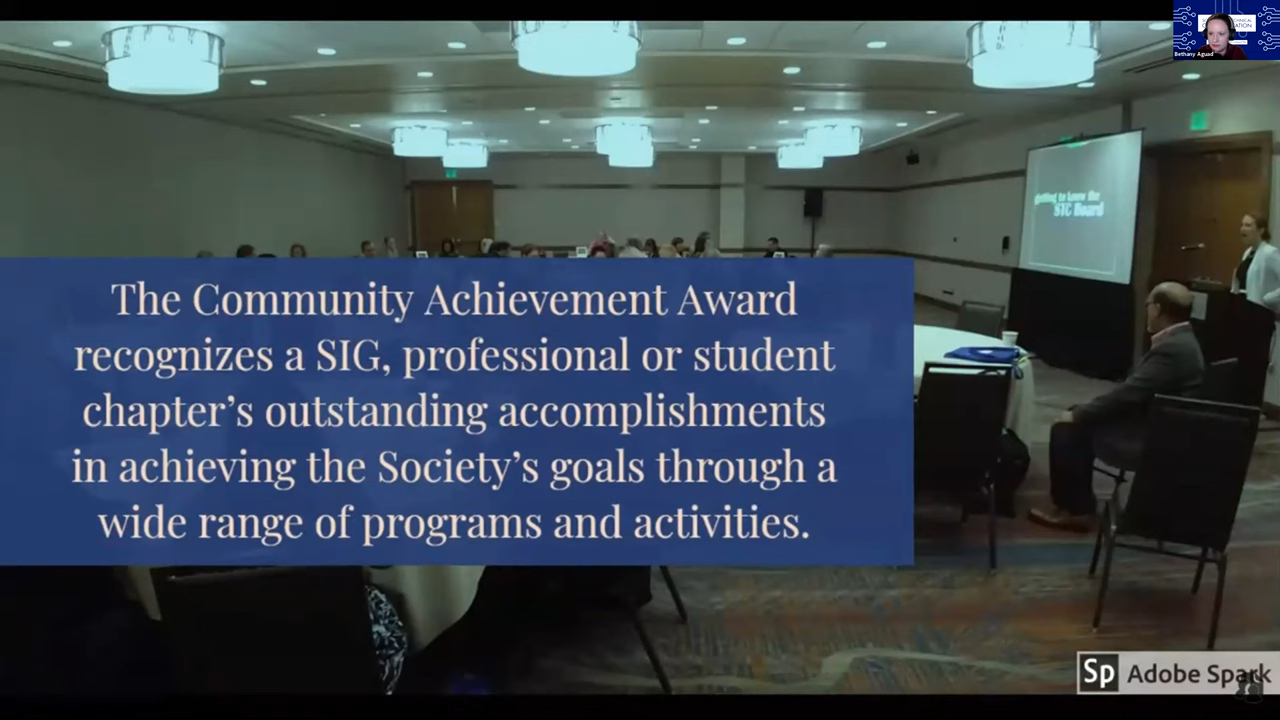 Bethany Aguad
getting to know the
STC Board
The Community Achievement Award
recognizes a SIG, professional or student
chapter's outstanding accomplishments
in achieving the Society's goals through a
wide range of programs and activities.
Sp Adobe Spark